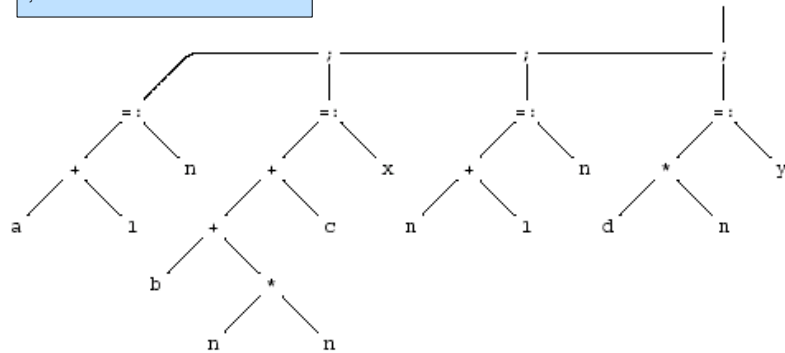 ; ; ;
=: =: =: =:
+ n + x + n * y
a 1 + c n 1 d n
b *
n n